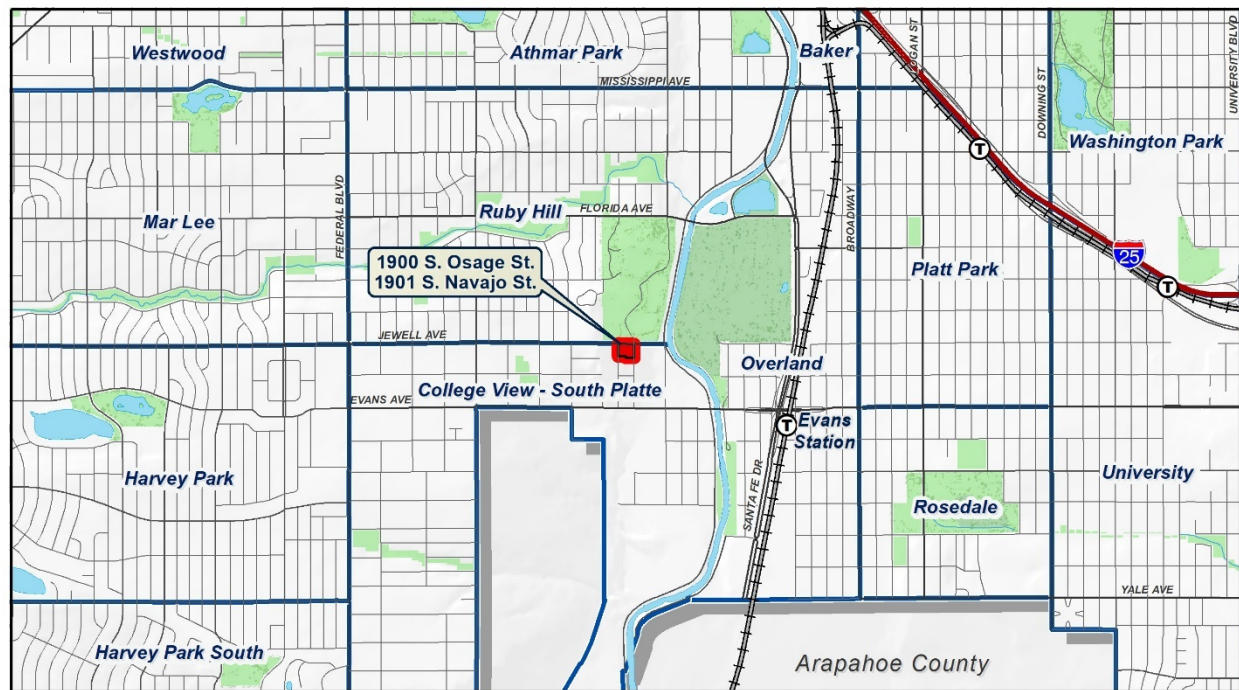 Westwood
Athmar Park
Baker
MISSISSIPPI AVE
LOGAN ST
DOWNING ST
UNIVERSITY BLVD
Washington Park
T
FEDERAL BLVD
Mar Lee
Ruby Hill
FLORIDA AVE
BROADWAY
Platt Park
25
T
1900 S. Osage St.
1901 S. Navajo St.
JEWELL AVE
Overland
College View - South Platte
EVANS AVE
T
Evans
Station
Harvey Park
SANTA FE DR
Rosedale
University
YALE AVE
Harvey Park South
Arapahoe County